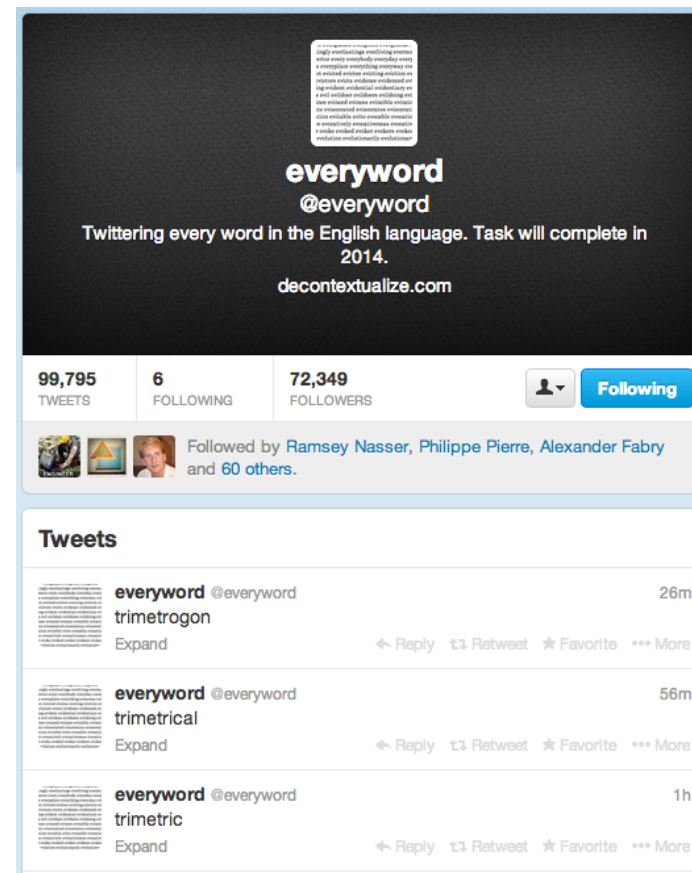 everyword
@everyword
Twittering every word in the English language. Task will complete in
2014.
decontextualize.com
99,795 6 72,349
TWEETS FOLLOWING FOLLOWERS
Following
Followed by Ramsey Nasser, Philippe Pierre, Alexander Fabry
and 60 others.
ENGINEER
Tweets
everyword @everyword 26m
trimetrogon
Expand Reply Retweet Favorite More
everyword @everyword 56m
trimetrical
Expand Reply Retweet Favorite More
everyword @everyword 1h
trimetric
Expand Reply Retweet Favorite More